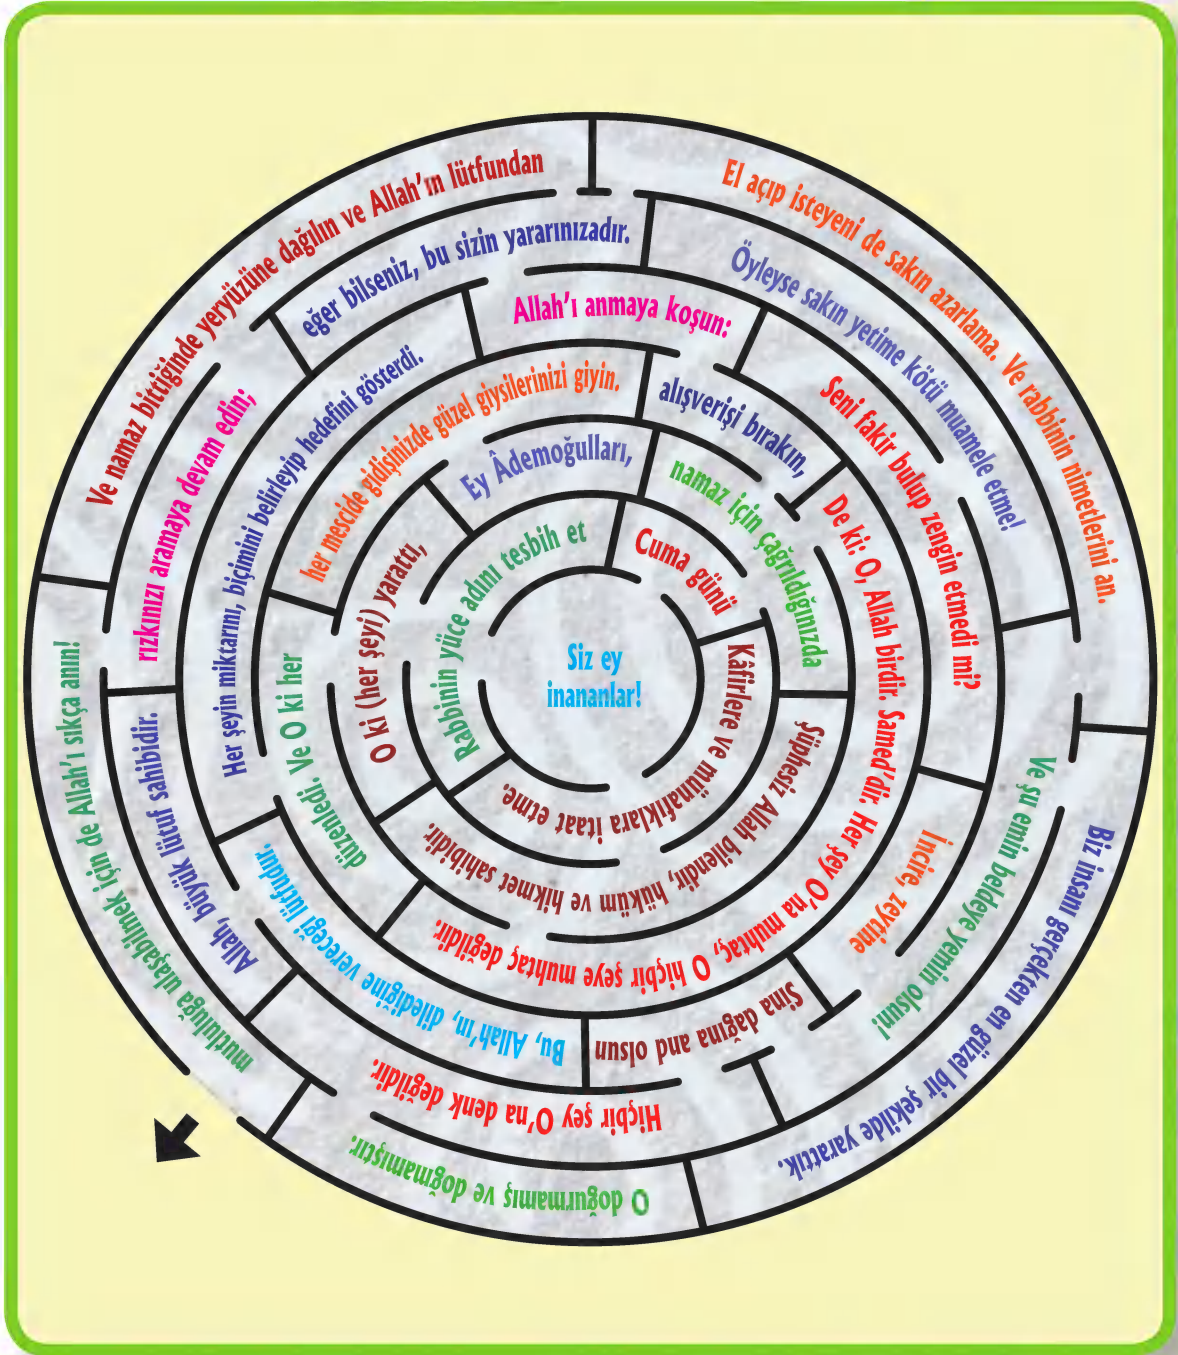 Siz ey
inananlar!
Cuma günü
Kâfirlere ve münafıklara itaat etme.
Rabbinin yüce adını tesbih et
namaz için çağrıldığınızda
Şüphesiz Allah bilendir, hüküm ve hikmet sahibidir.
O ki (her şeyi) yarattı,
Ey Âdemoğulları,
alışverişi bırakın,
De ki: O, Allah birdir. Samed'dir. Her şey O'na muhtaç, O hiçbir şeye muhtaç değildir.
düzenledi. Ve O ki her
her mescide gidişinizde güzel giysilerinizi giyin.
Allah'ı anmaya koşun:
Seni fakir bulup zengin etmedi mi?
İncire, zeytine
Sina dağına and olsun
Bu, Allah'ın, dilediğine vereceği lütfudur.
Her şeyin miktarını, biçimini belirleyip hedefini gösterdi.
eğer bilseniz, bu sizin yararınızadır.
Öyleyse sakın yetime kötü muamele etme!
Ve şu emin beldeye yemin olsun!
Hiçbir şey O'na denk değildir.
Allah, büyük lütuf sahibidir.
rızkınızı aramaya devam edin;
Ve namaz bittiğinde yeryüzüne dağılın ve Allah'ın lütfundan
El açıp isteyeni de sakın azarlama. Ve rabbinin nimetlerini an.
Biz insanı gerçekten en güzel bir şekilde yarattık.
O doğurmamış ve doğmamıştır.
mutluluğa ulaşabilmek için de Allah'ı sıkça anın!